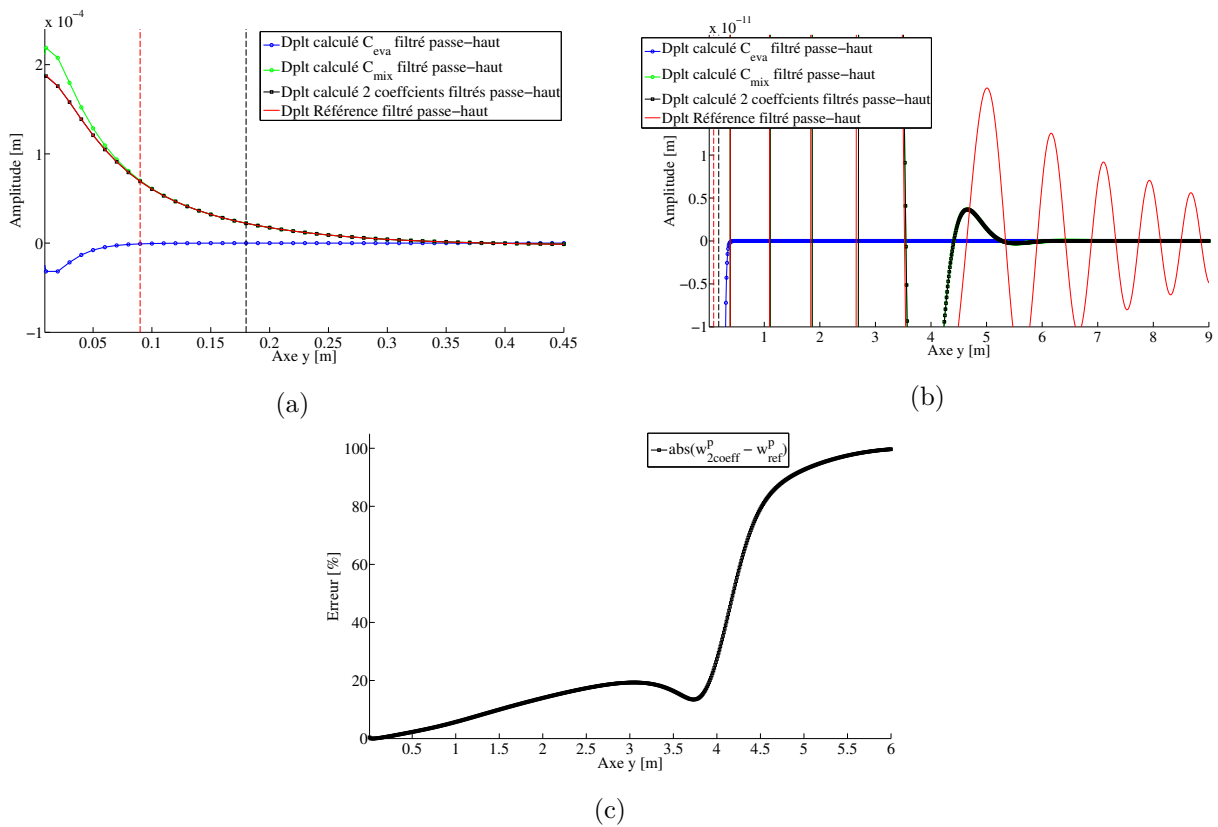 x 10^-4
Dplt calculé C_eva filtré passe-haut
Dplt calculé C_mix filtré passe-haut
Dplt calculé 2 coeffcients filtrés passe-haut
Dplt Référence filtré passe-haut
2
1
0
−1
Amplitude [m]
0.05 0.1 0.15 0.2 0.25 0.3 0.35 0.4 0.45
Axe y [m]
(a)
x 10^-11
Dplt calculé C_eva filtré passe-haut
Dplt calculé C_mix filtré passe-haut
Dplt calculé 2 coeffcients filtrés passe-haut
Dplt Référence filtré passe-haut
1
0.5
0
−0.5
−1
Amplitude [m]
1 2 3 4 5 6 7 8 9
Axe y [m]
(b)
abs(w^p_2coeff − w^p_ref)
100
80
60
40
20
0
Erreur [%]
0.5 1 1.5 2 2.5 3 3.5 4 4.5 5 5.5 6
Axe y [m]
(c)